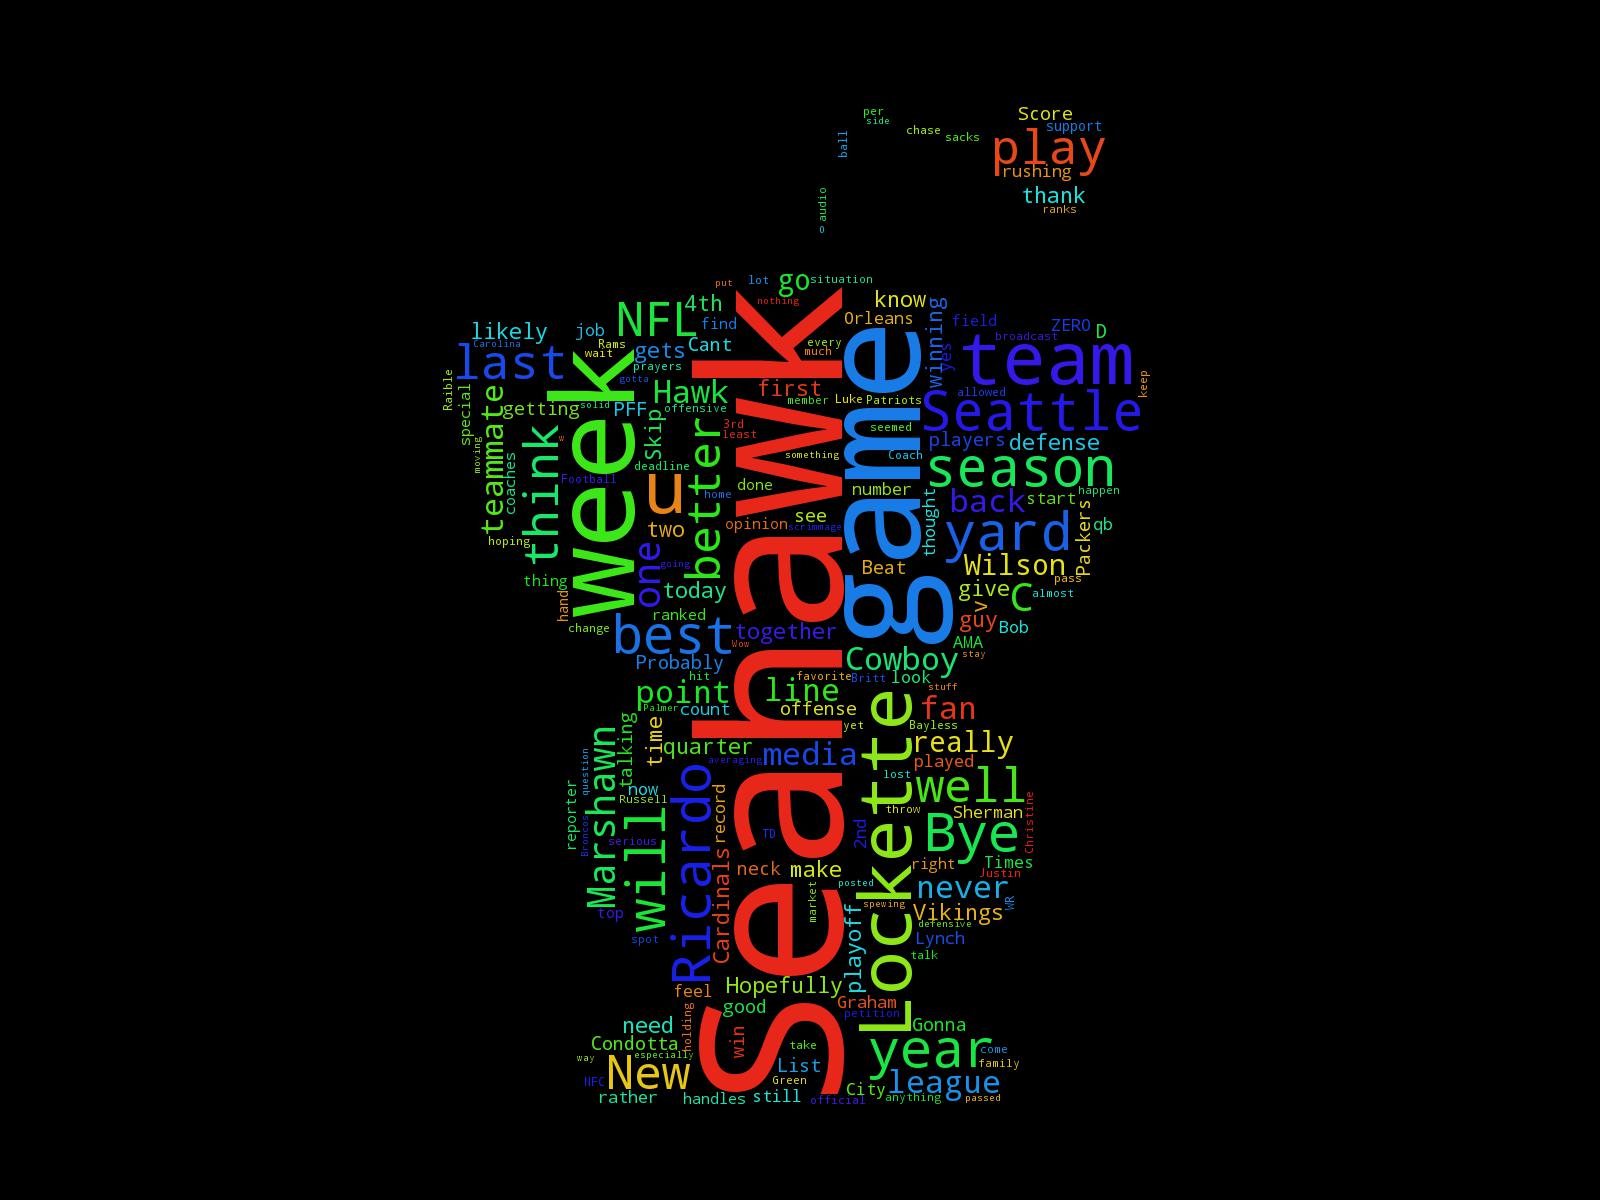 per
side
Score
support
ball
chase
sacks
play
rushing
audio
thank
ranks
O
put
lot
go
situation
nothing
know
NFL
4th
Orleans
winning
field
ZERO
D
likely
job
find
Carolina
Rams
wait
gets
Cant
every
much
yes
broadcast
team
last
prayers
gotta
Hawk
first
member
Luke
Patriots
allowed
keep
Raible
special
teammate
getting
solid
PFF
offensive
Skip
3rd
least
seemed
Seattle
players
defense
moving
coaches
think
Football
Week
deadline
better
something
Coach
season
u
home
done
number
back
start
happen
hoping
two
opinion
scrimmage
see
thought
yard
Packers
qb
one
going
Beat
Wilson
pass
thing
hand
today
game
give
v
C
almost
change
ranked
best
together
Wow
guy
Bob
AMA
stay
Probably
Cowboy
hit
favorite
Britt
look
stuff
point
line
Palmer
count
offense
yet
fan
Bayless
Marshawn
talking
time
quarter
averaging
media
really
played
question
reporter
Broncos
now
Russell
serious
will
Ricardo
record
TD
lost
throw
2nd
well
Sherman
Bye
Christine
Times
Justin
Cardinals
neck
make
right
posted
never
market
spewing
WR
Vikings
defensive
top
spot
playoff
Lockette
Lynch
talk
Seahawk
feel
Hopefully
good
Graham
petition
Gonna
need
holding
win
Condotta
especially
way
New
take
List
Green
year
come
family
NFC
rather
handles
still
official
City
league
anything
passed